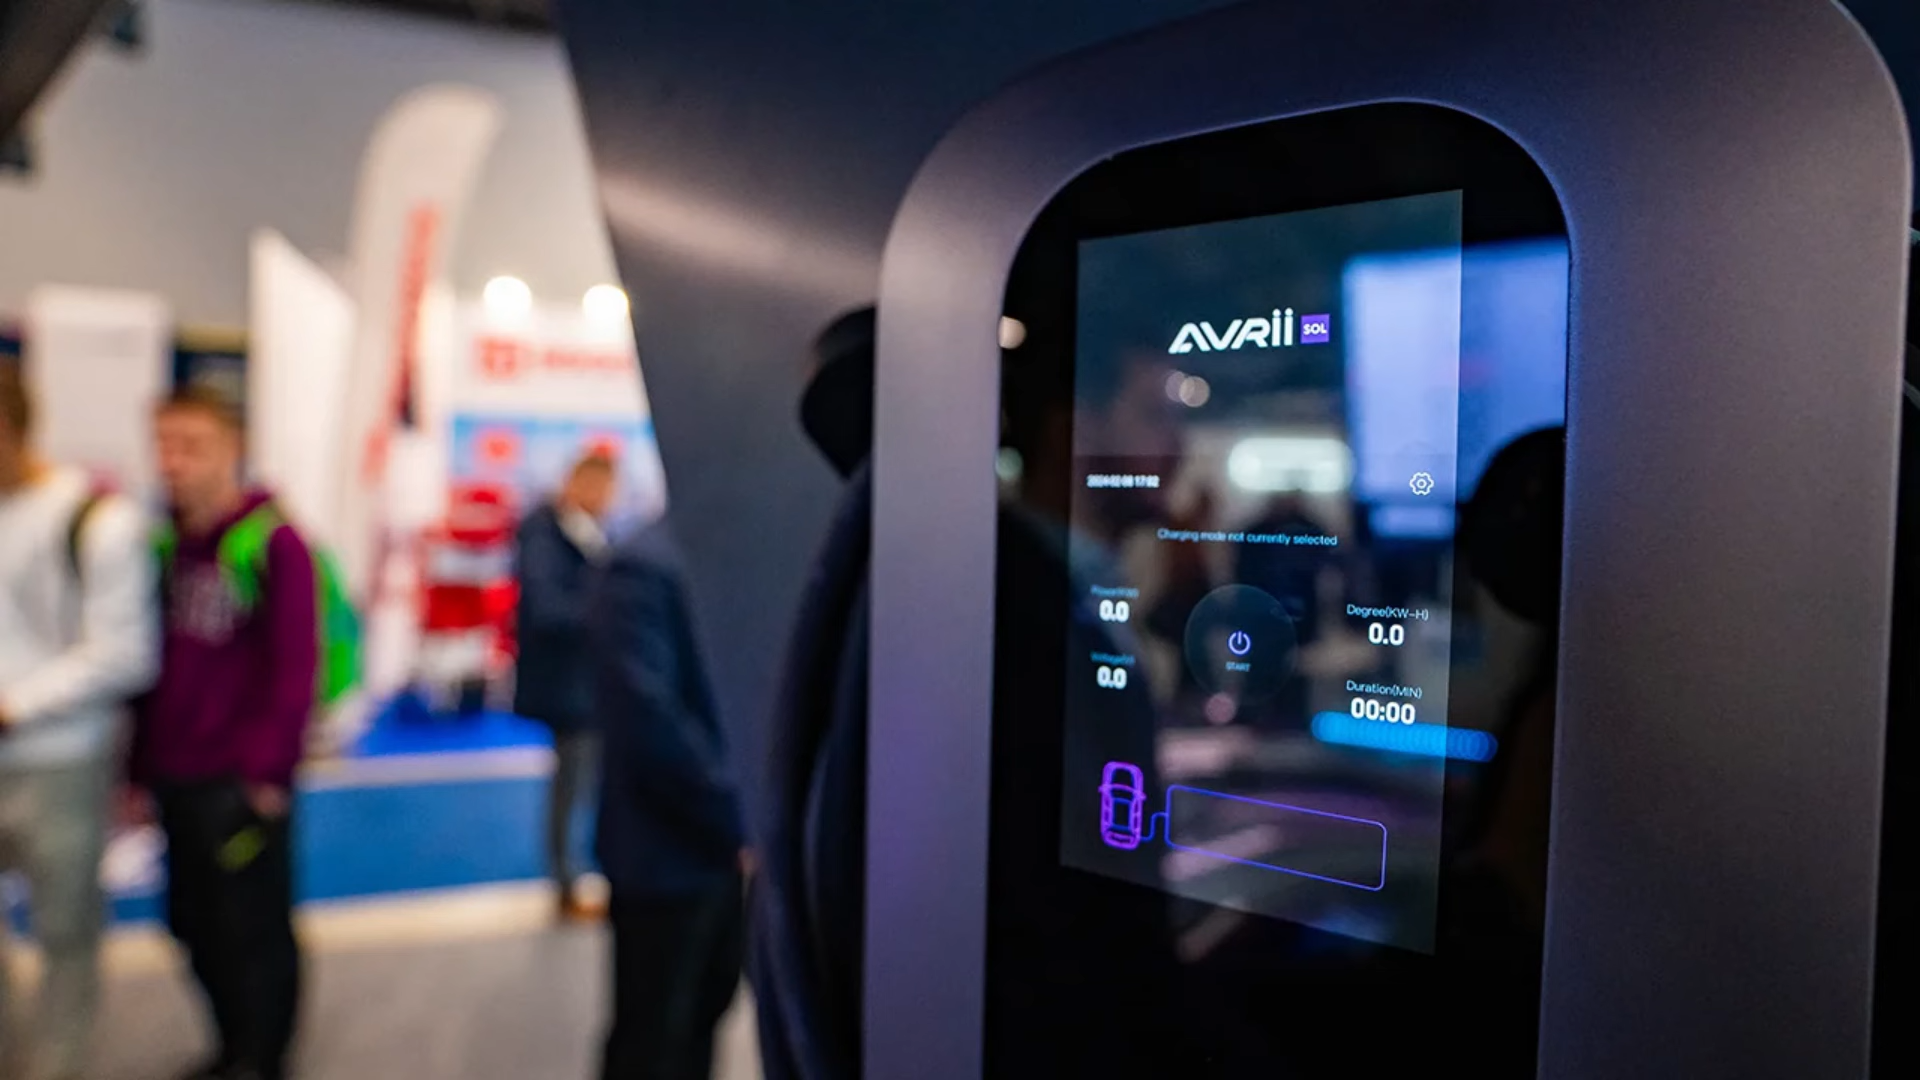 AVRii SOL
Charging mode not currently selected
0.0
Degree(KW-H)
0.0
START
0.0
Duration(MIN)
00:00